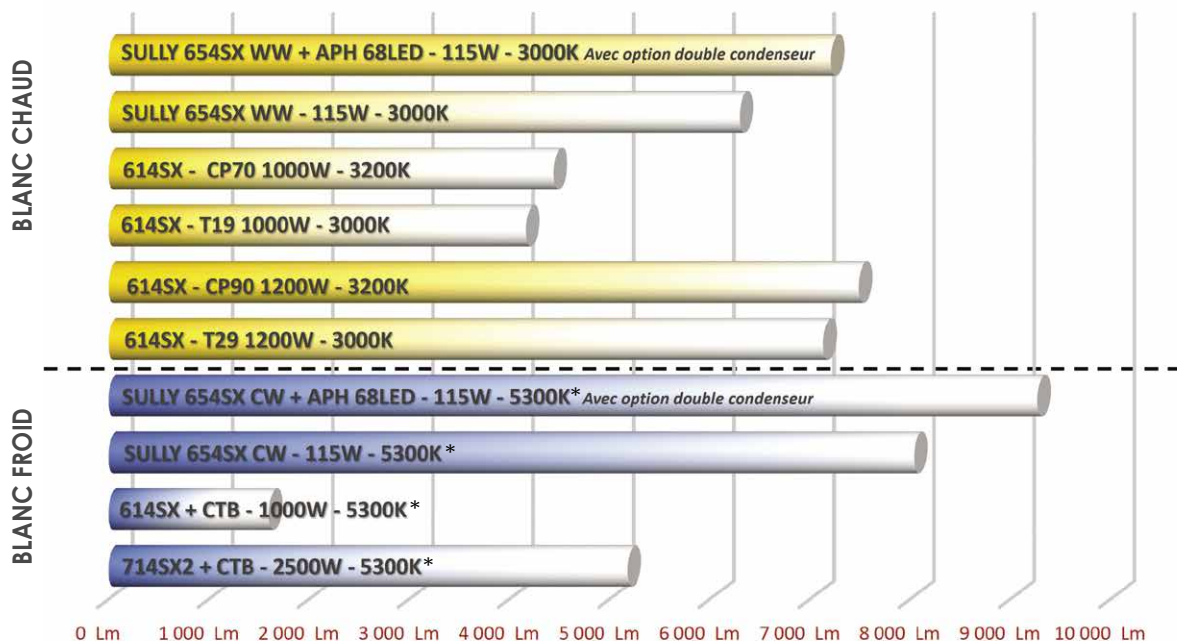 BLANC CHAUD
SULLY 654SX WW + APH 68LED - 115W - 3000K Avec option double condenseur
SULLY 654SX WW - 115W - 3000K
614SX - CP70 1000W - 3200K
614SX - T19 1000W - 3000K
614SX - CP90 1200W - 3200K
614SX - T29 1200W - 3000K
BLANC FROID
SULLY 654SX CW + APH 68LED - 115W - 5300K* Avec option double condenseur
SULLY 654SX CW - 115W - 5300K*
614SX + CTB - 1000W - 5300K*
714SX2 + CTB - 2500W - 5300K*
0 Lm 1 000 Lm 2 000 Lm 3 000 Lm 4 000 Lm 5 000 Lm 6 000 Lm 7 000 Lm 8 000 Lm 9 000 Lm 10 000 Lm